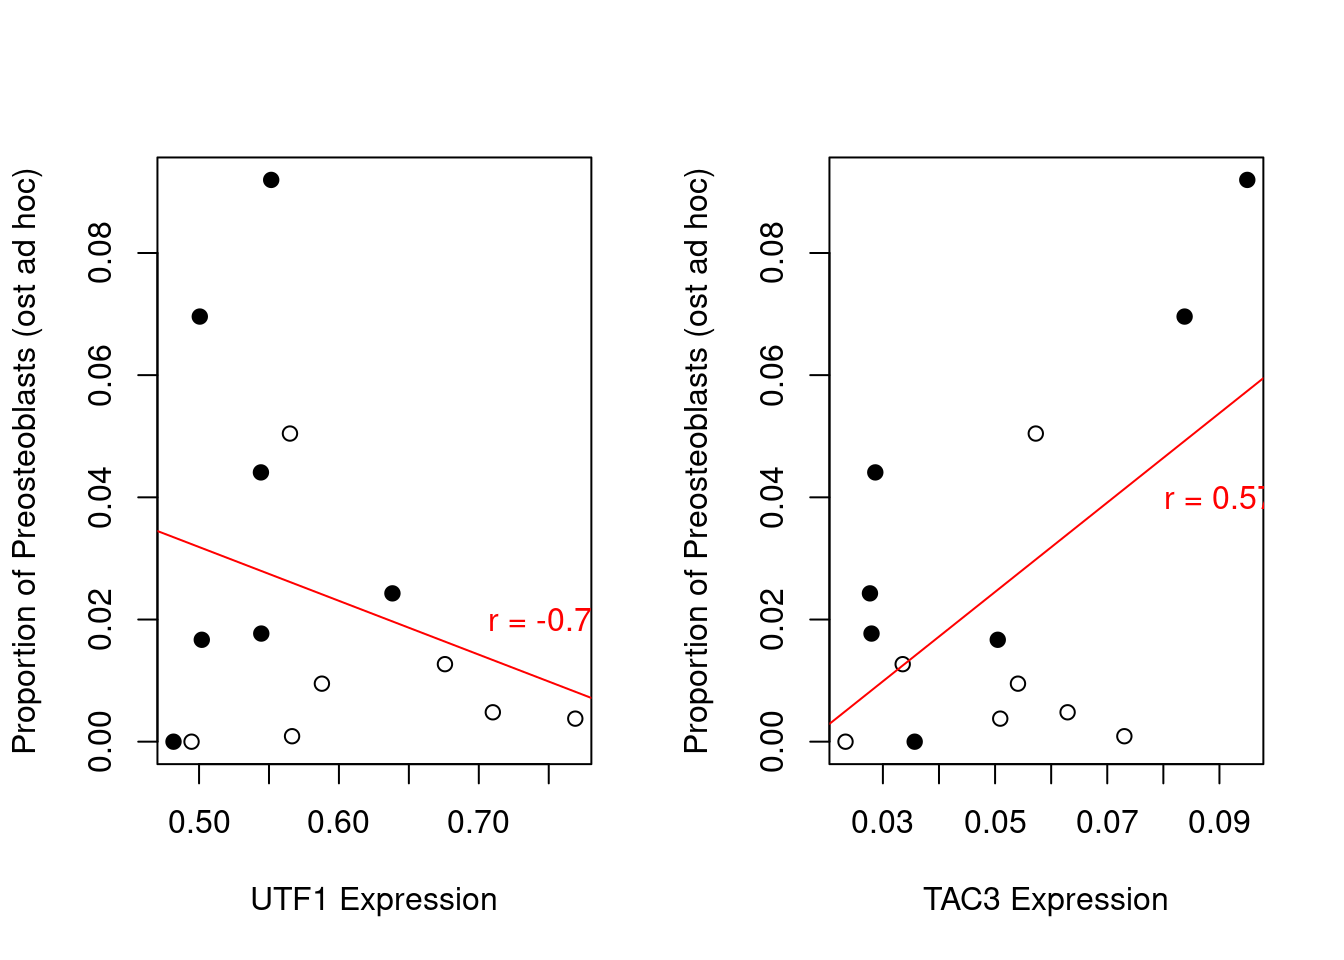 Proportion of Preosteoblasts (ost ad hoc)
0.00 0.02 0.04 0.06 0.08
r = -0.7
0.50 0.60 0.70
UTF1 Expression
Proportion of Preosteoblasts (ost ad hoc)
0.00 0.02 0.04 0.06 0.08
r = 0.57
0.03 0.05 0.07 0.09
TAC3 Expression